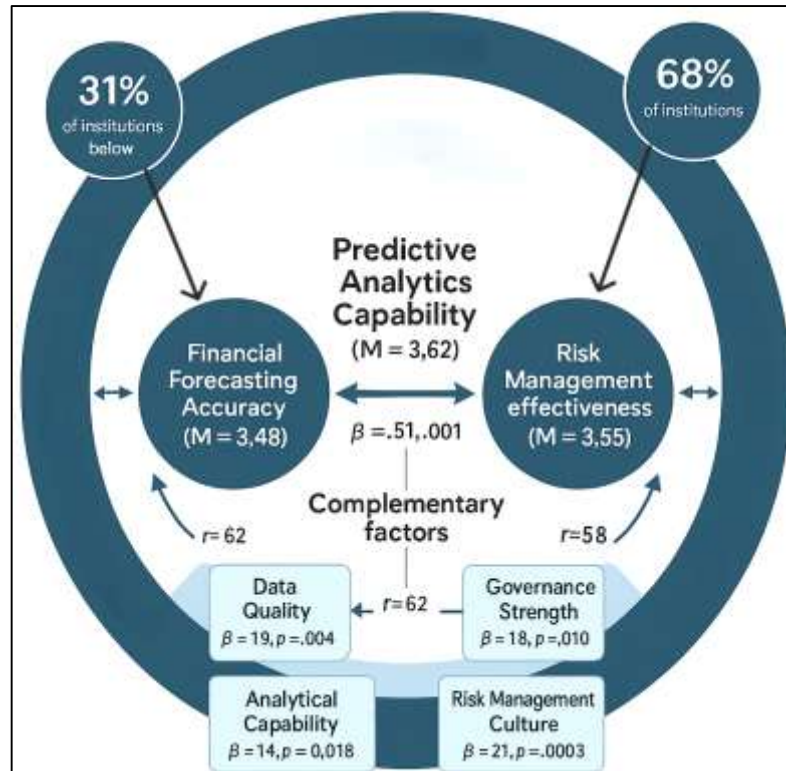 31%
of institutions
below
68%
of institutions
Predictive
Analytics
Capability
(M = 3,62)
Financial
Forecasting
Accuracy
(M = 3,48)
Risk
Management
effectiveness
(M = 3,55)
β =.51,.001
Complementary
factors
r=62
r=58
Data
Quality
β = 19, p = .004
r=62
Governance
Strength
β = 18, p =,010
Analytical
Capability
β = 14, p = 0,018
Risk Management
Culture
β = 21, p = .0003